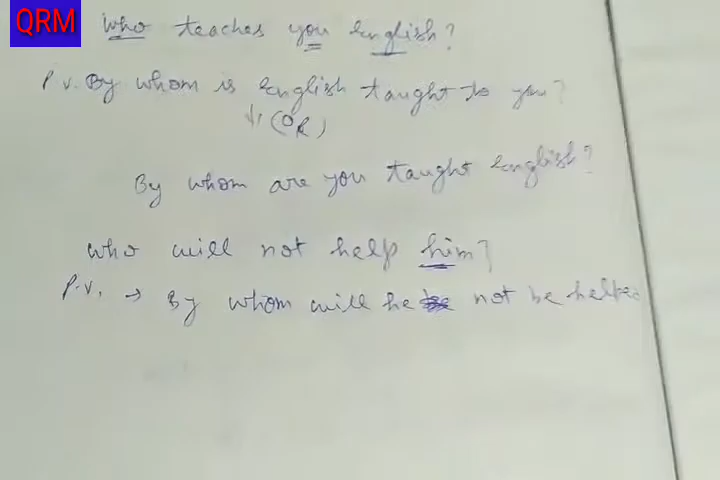 QRM
Who teaches you English?
P.V. By whom is English taught to you?
(OR)
By whom are you taught English?
Who will not help him?
P.V. → By whom will he not be helped